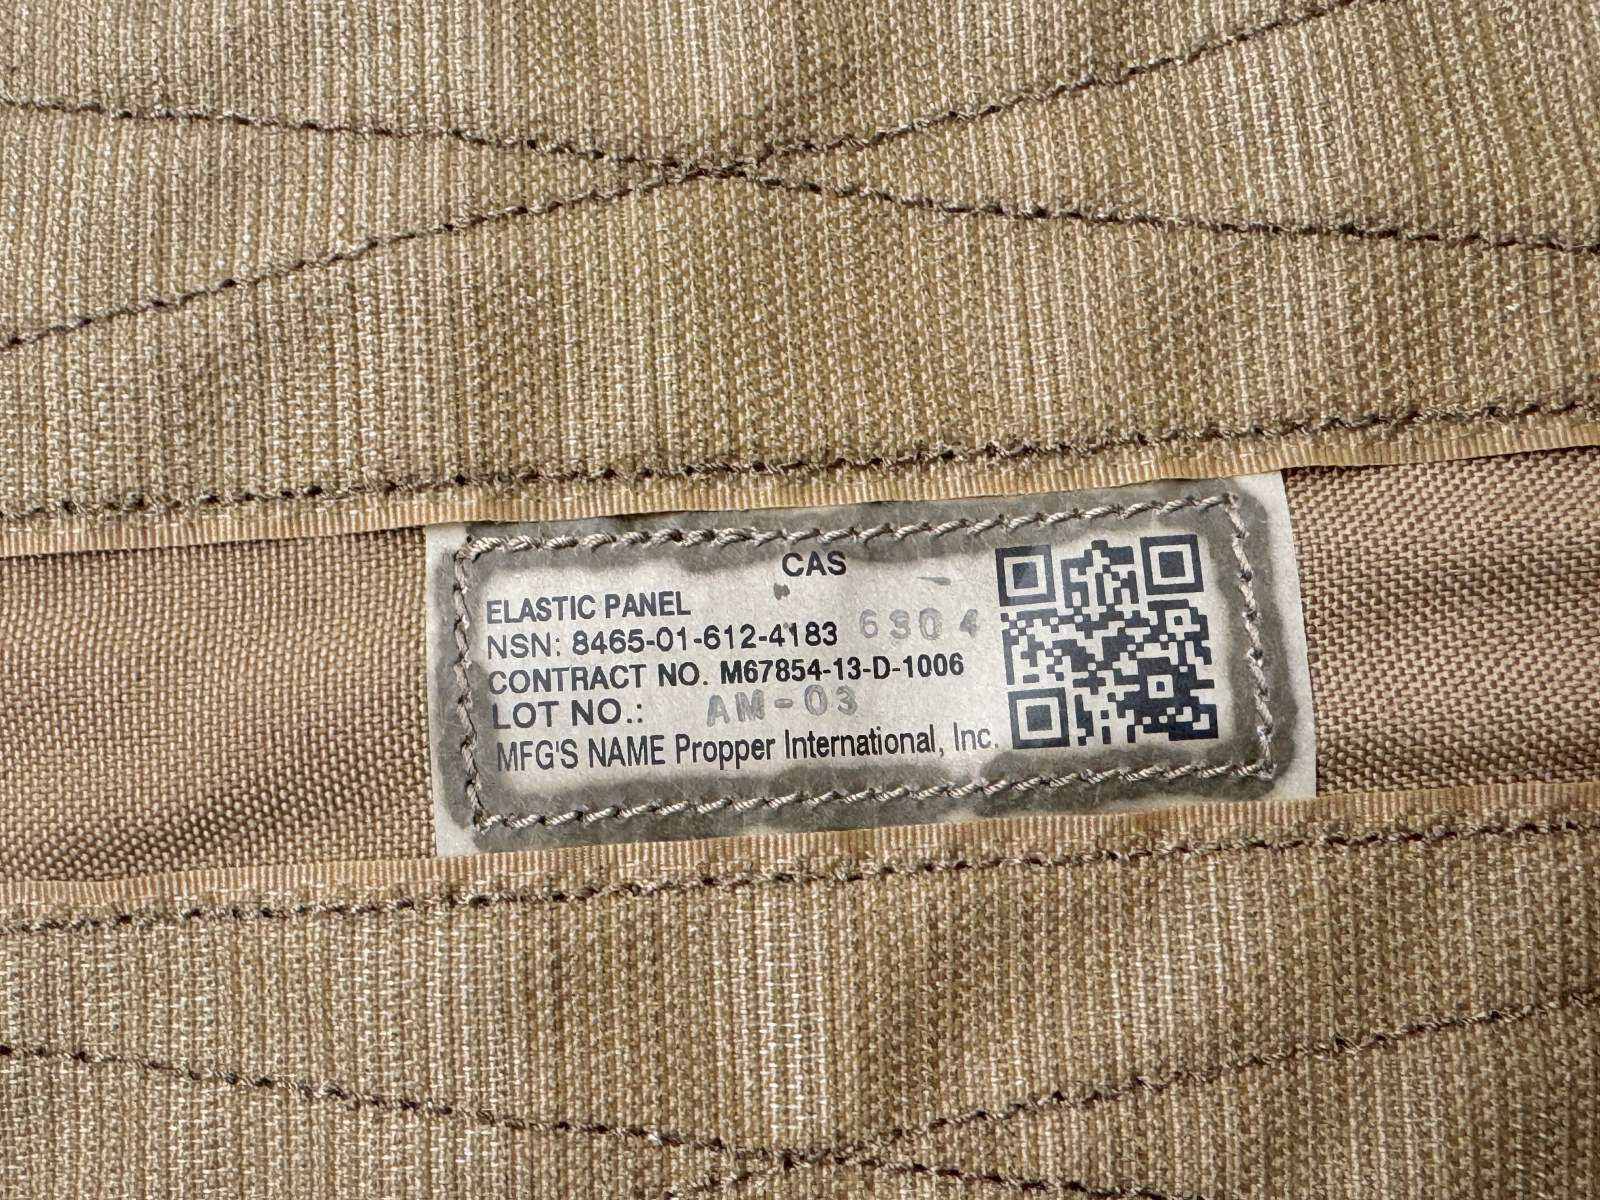 CAS
ELASTIC PANEL
NSN: 8465-01-612-4183 6304
CONTRACT NO. M67854-13-D-1006
LOT NO.: AM-03
MFG'S NAME Propper International, Inc.